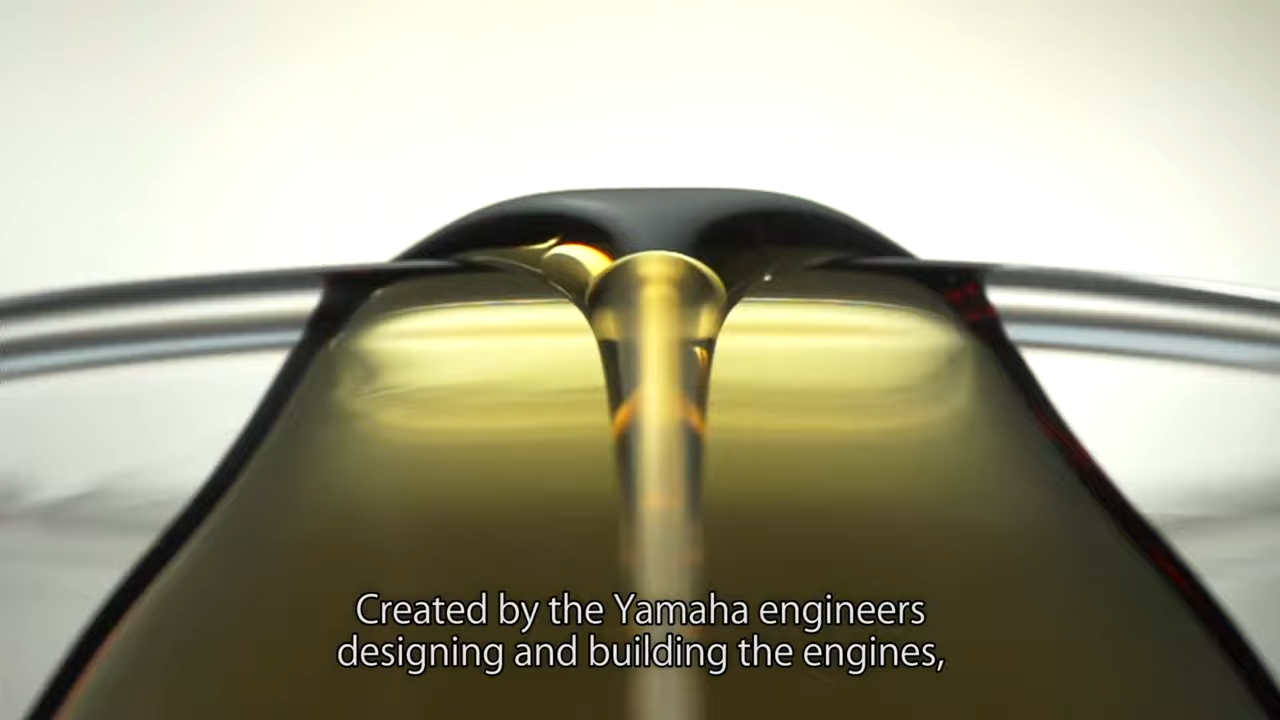 Created by the Yamaha engineers
designing and building the engines,